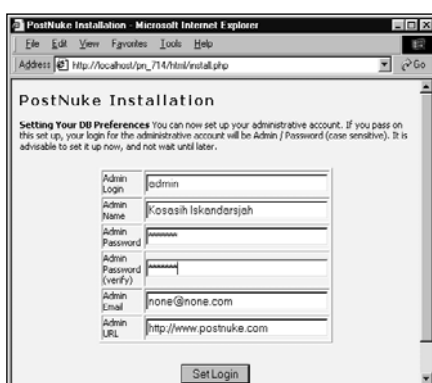 PostNuke Installation - Microsoft Internet Explorer
File Edit View Favorites Tools Help
Address http://localhost/pn_714/html/install.php Go
PostNuke Installation
Setting Your DB Preferences You can now set up your administrative account. If you pass on
this set up, your login for the administrative account will be Admin / Password (case sensitive). It is
advisable to set it up now, and not wait until later.
Admin
Login
admin
Admin
Name
Kosasih Iskandarsjah
Admin
Password
Admin
Password
(verify)
Admin
Email
none@none.com
Admin
URL
http://www.postnuke.com
Set Login